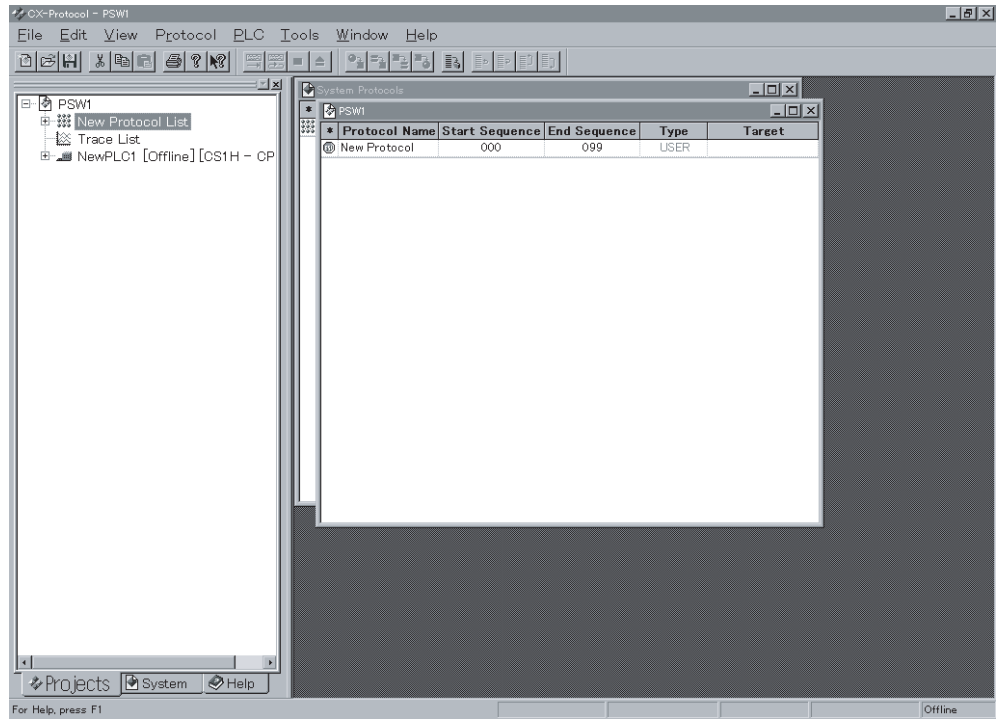 CX-Protocol - PSW1
File Edit View Protocol PLC Tools Window Help
System Protocols
PSW1
* Protocol Name Start Sequence End Sequence Type Target
New Protocol 000 099 USER
PSW1
New Protocol List
Trace List
NewPLC1 [Offline] [CS1H - CP
Projects System Help
For Help, press F1
Offline